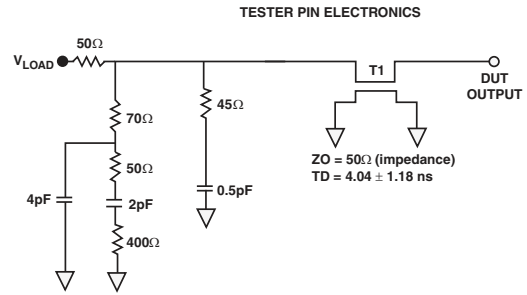 TESTER PIN ELECTRONICS
50Ω
VLOAD
T1
DUT
OUTPUT
70Ω
45Ω
50Ω
4pF
2pF
0.5pF
400Ω
ZO = 50Ω (impedance)
TD = 4.04 ± 1.18 ns